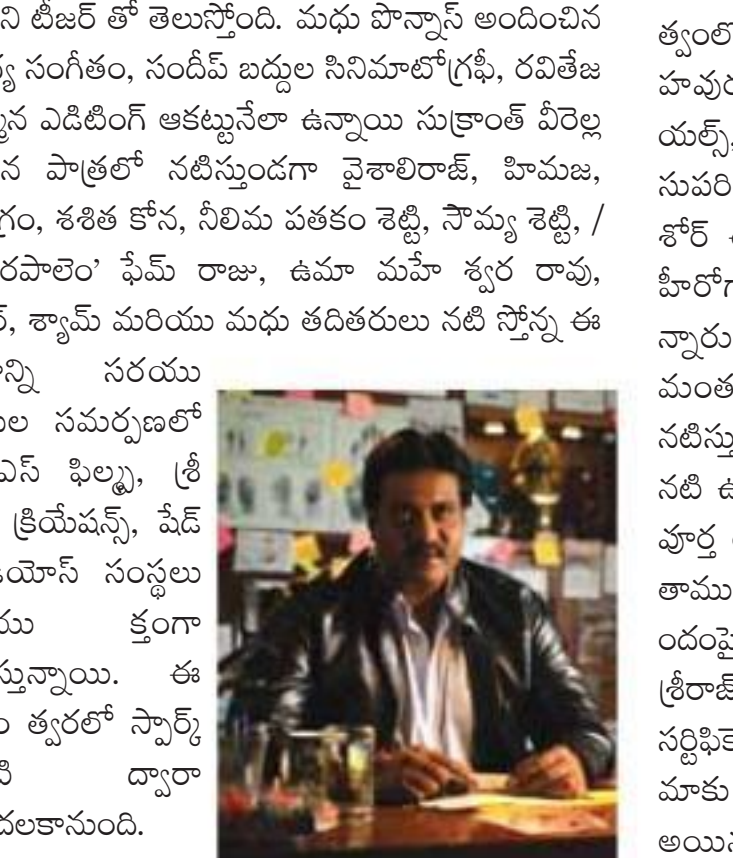 ని టీజర్ తో తెలుస్తోంది. మధు పొన్నాస్ అందించిన
సంగీతం, సందీప్ బద్దుల సినిమాటోగ్రఫీ, రవితేజ
ఎడిటింగ్ ఆకట్టునేలా ఉన్నాయి సుక్రాంత్ వీరెల్ల
న పాత్రలో నటిస్తుండగా వైశాలిరాజ్, హిమజ,
గ్రం, శశిత కోన, నీలిమ పతకం శెట్టి, సౌమ్య శెట్టి, /
రపాలెం' ఫేమ్ రాజు, ఉమా మహే శ్వర రావు,
శ్యామ్ మరియు మధు తదితరులు నటి స్తోన్న ఈ
న్ని సరయు
ల సమర్పణలో
ఎస్ ఫిల్మ్స, శ్రీ
క్రియేషన్స్, షేడ్
యోస్ సంస్థలు
యు క్తంగా
స్తున్నాయి. ఈ
త్వరలో స్పార్క్
ద్వారా
దలకానుంది.
త్వంలో
హవుర
యల్స్,
సుపరి
శోర్
హీరోగ
న్నారు
మంత
నటిస్తు
నటి
వూర్త
తాము
ందంపై
శ్రీరాజ్
సర్టిఫికె
మాకు
అయిన